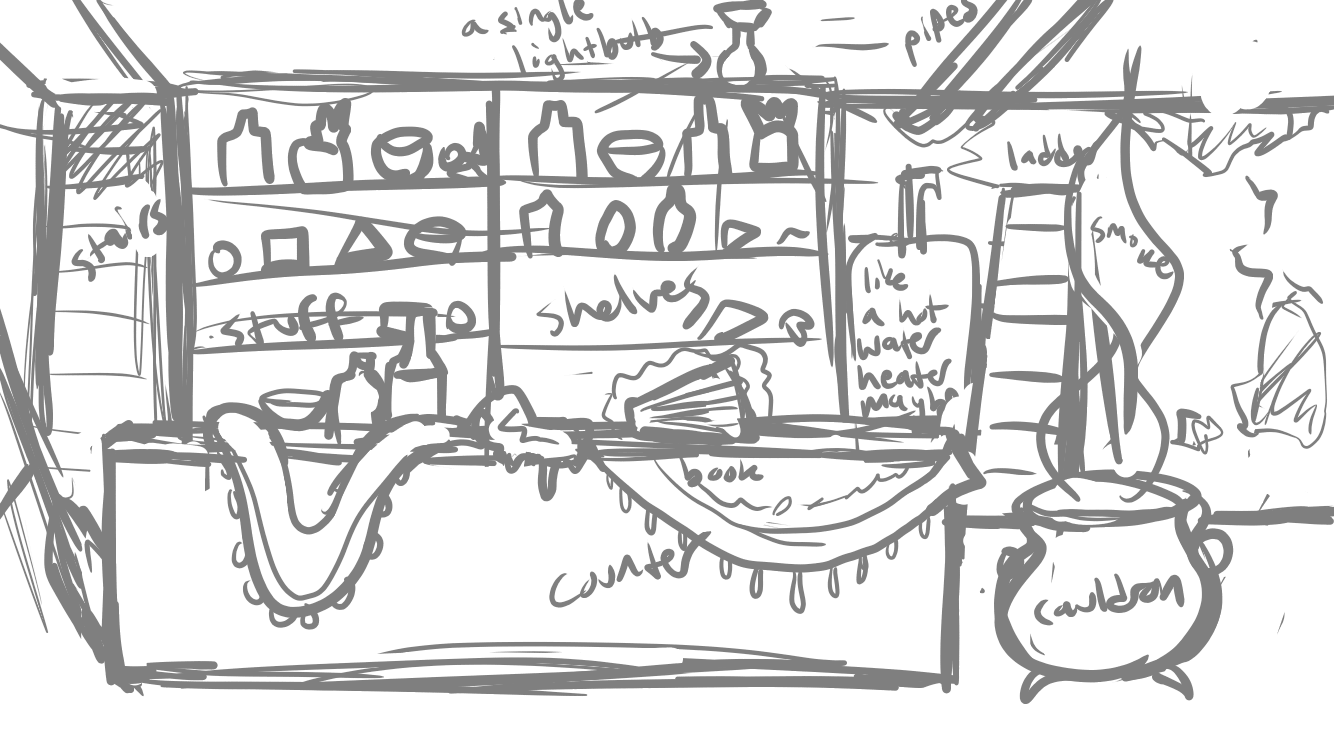 a single
lightbulb
pipes
ladder
stairs
smoke
like
a hot
water
heater
maybe
shelves
stuff
book
counter
cauldron